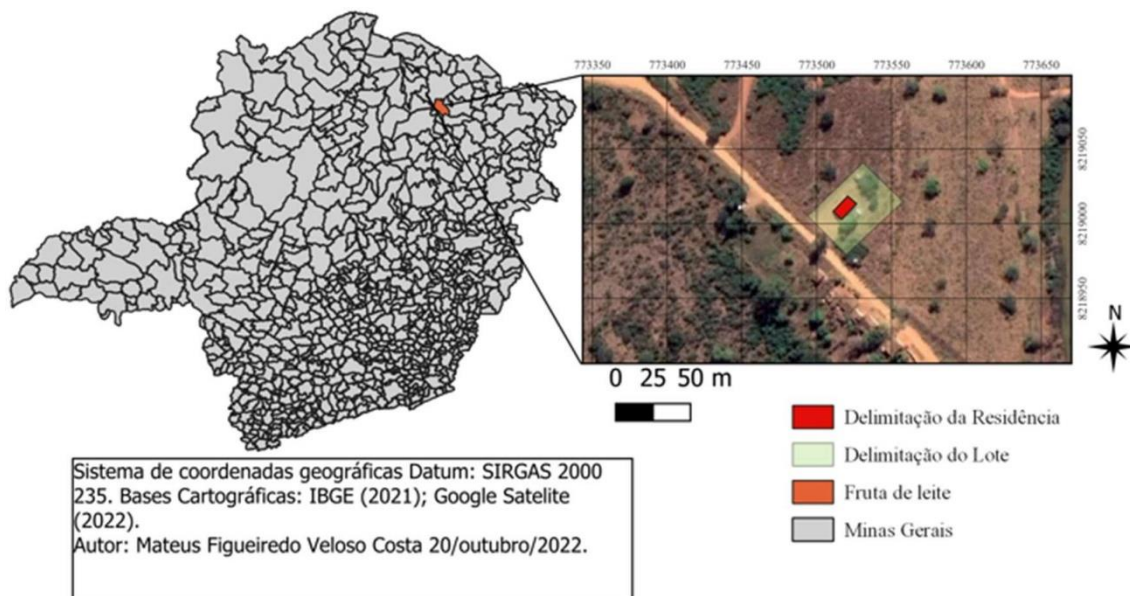 773350 773400 773450 773500 773550 773600 773650
8219050
8219000
8218950
N
0 25 50 m
Delimitação da Residência
Delimitação do Lote
Fruta de leite
Minas Gerais
Sistema de coordenadas geográficas Datum: SIRGAS 2000
235. Bases Cartográficas: IBGE (2021); Google Satelite
(2022).
Autor: Mateus Figueiredo Veloso Costa 20/outubro/2022.